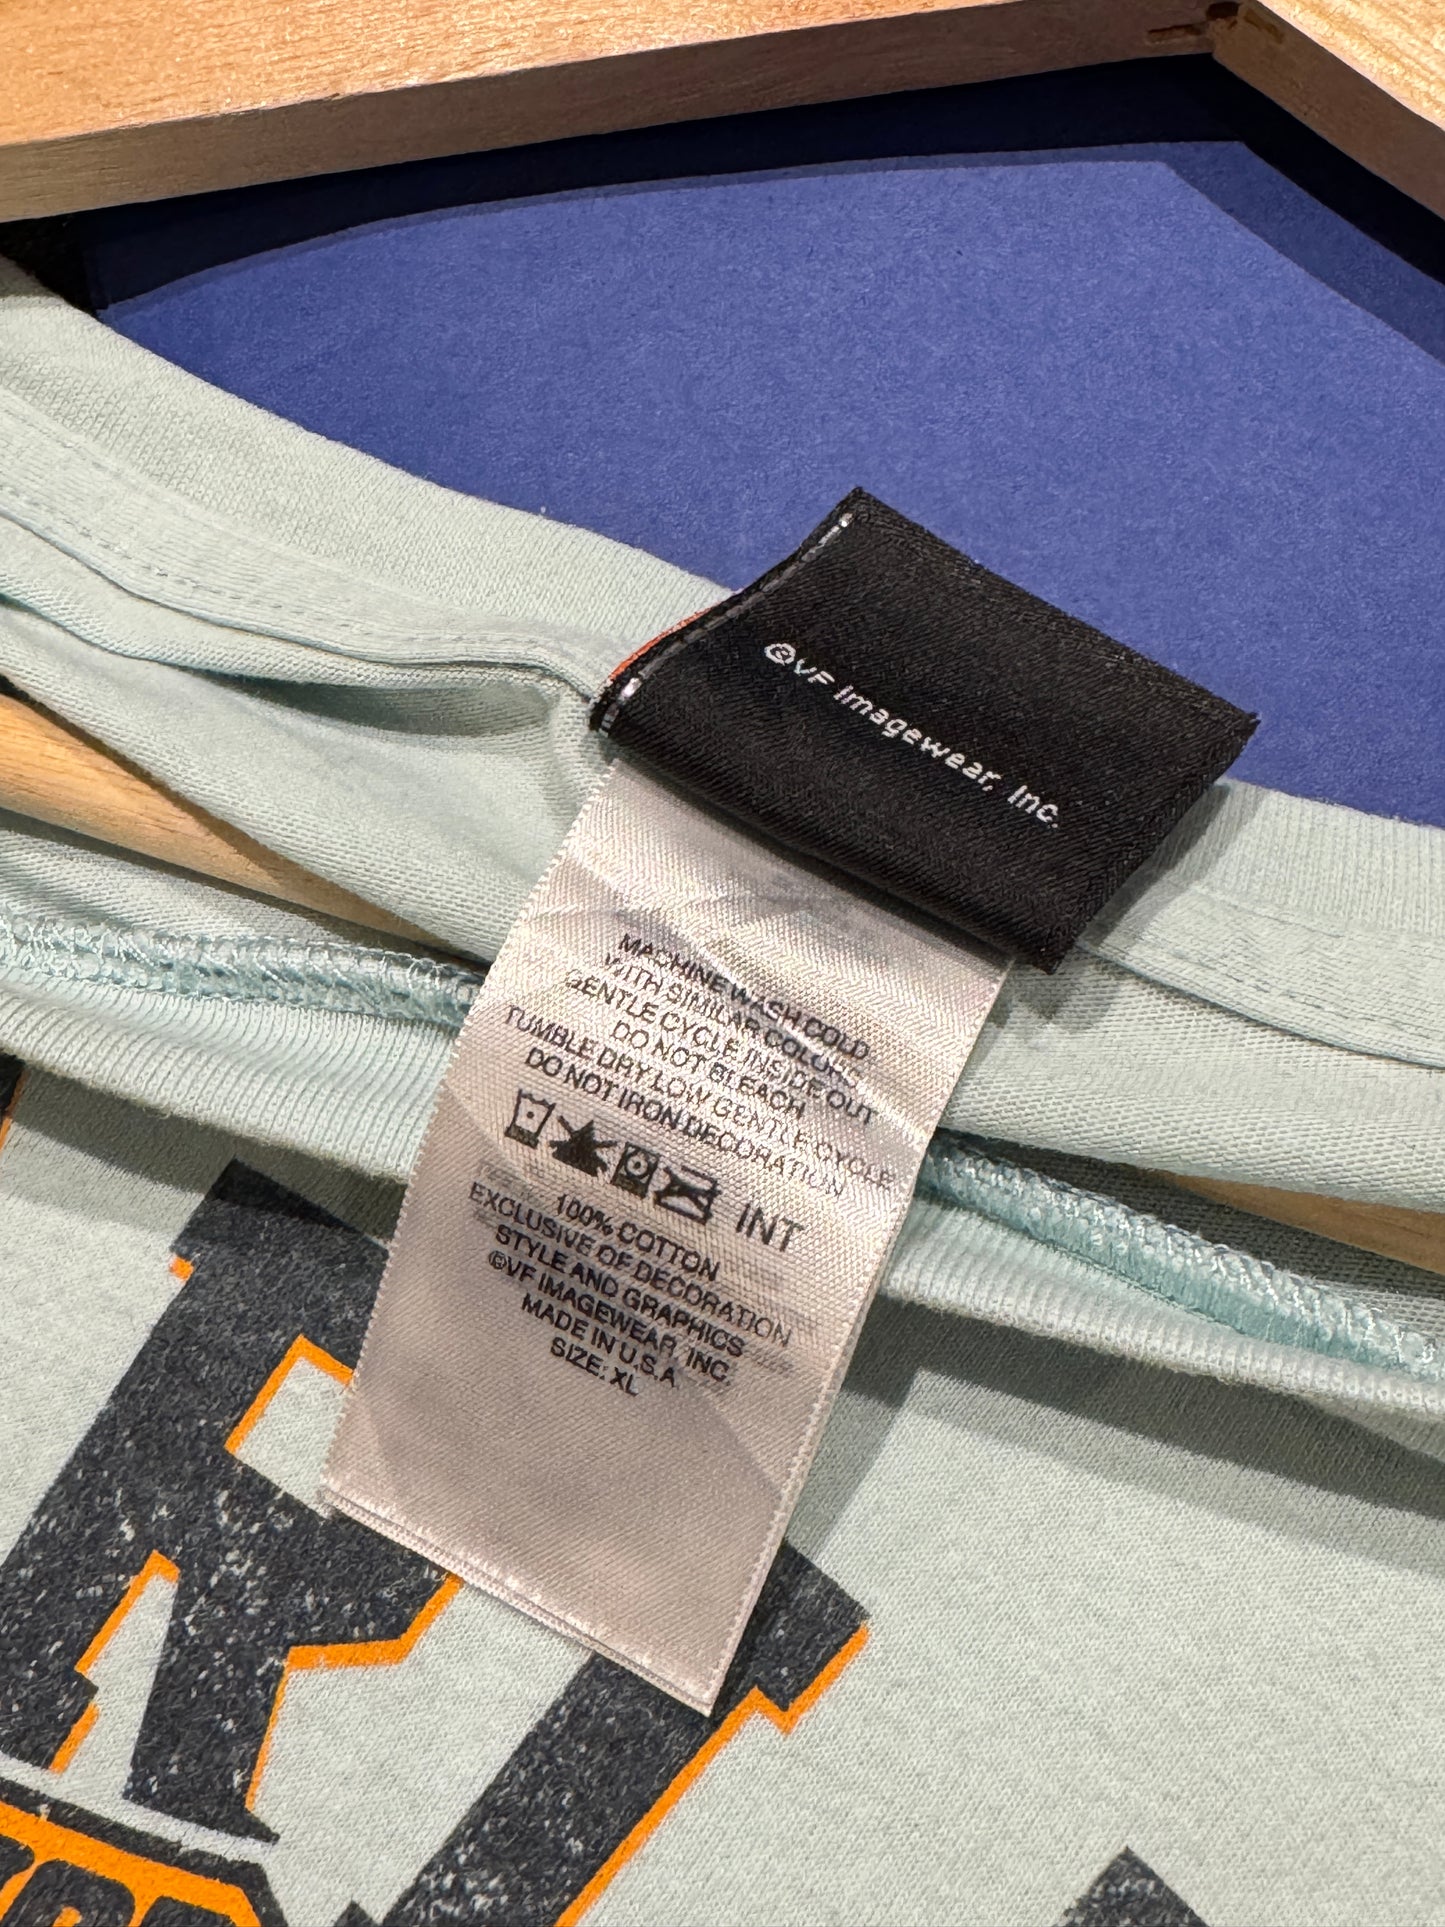 ©VF Imagewear, Inc.
MACHINE WASH COLD
WITH SIMILAR COLORS
GENTLE CYCLE INSIDE OUT
DO NOT BLEACH
TUMBLE DRY LOW GENTLE CYCLE
DO NOT IRON DECORATION
INT
100% COTTON
EXCLUSIVE OF DECORATION
STYLE AND GRAPHICS
©VF IMAGEWEAR, INC.
MADE IN U.S.A.
SIZE: XL